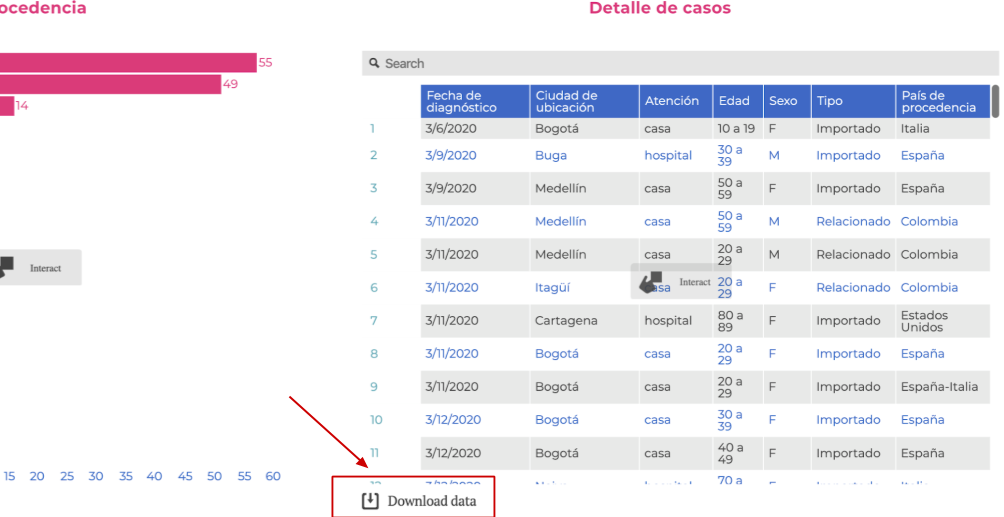 ocedencia
Detalle de casos
55
49
14
Search
Fecha de diagnóstico Ciudad de ubicación Atención Edad Sexo Tipo País de procedencia
1 3/6/2020 Bogotá casa 10 a 19 F Importado Italia
2 3/9/2020 Buga hospital 30 a 39 M Importado España
3 3/9/2020 Medellín casa 50 a 59 F Importado España
4 3/11/2020 Medellín casa 50 a 59 M Relacionado Colombia
5 3/11/2020 Medellín casa 20 a 29 M Relacionado Colombia
Interact
Interact
6 3/11/2020 Itagüí casa 20 a 29 F Relacionado Colombia
7 3/11/2020 Cartagena hospital 80 a 89 F Importado Estados Unidos
8 3/11/2020 Bogotá casa 20 a 29 F Importado España
9 3/11/2020 Bogotá casa 20 a 29 F Importado España-Italia
10 3/12/2020 Bogotá casa 30 a 39 F Importado España
11 3/12/2020 Bogotá casa 40 a 49 F Importado España
70 a
15 20 25 30 35 40 45 50 55 60
Download data